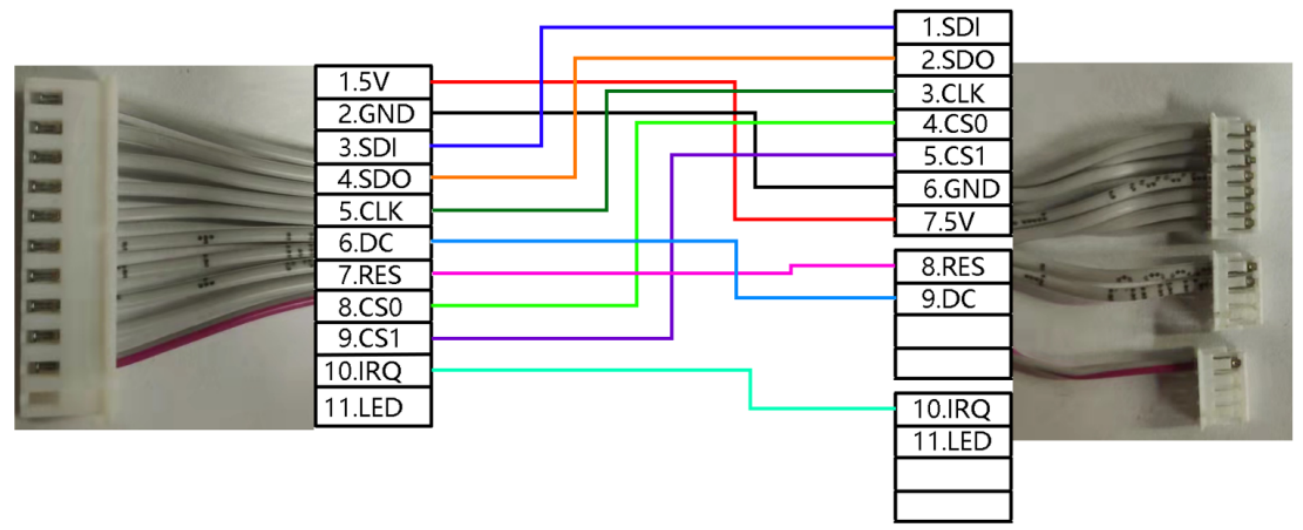 1.5V
2.GND
3.SDI
4.SDO
5.CLK
6.DC
7.RES
8.CS0
9.CS1
10.IRQ
11.LED
1.SDI
2.SDO
3.CLK
4.CS0
5.CS1
6.GND
7.5V
8.RES
9.DC
10.IRQ
11.LED